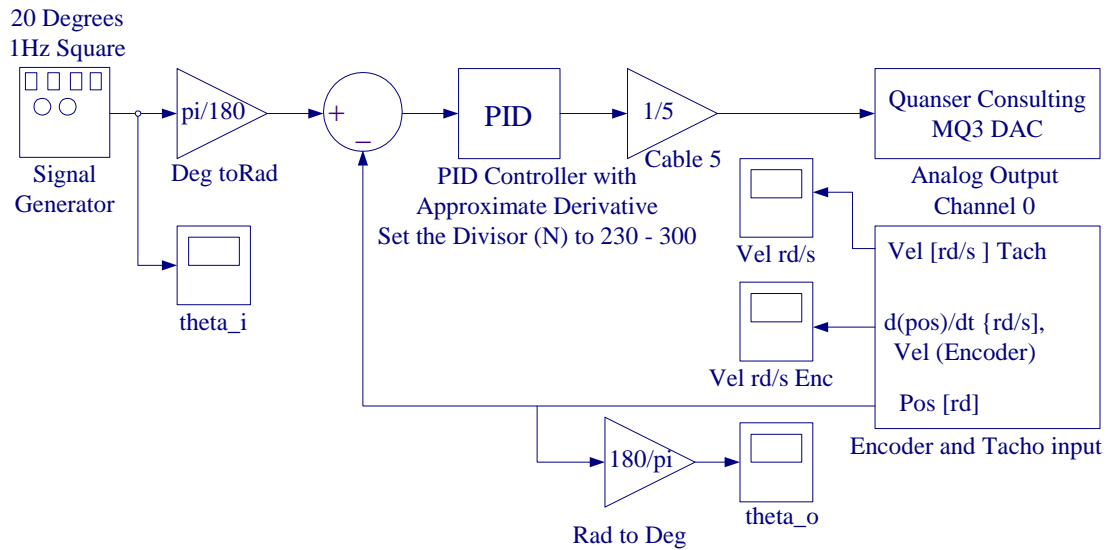 20 Degrees
1Hz Square
Signal
Generator
pi/180
Deg toRad
theta_i
+
−
PID
PID Controller with
Approximate Derivative
Set the Divisor (N) to 230 - 300
1/5
Cable 5
Quanser Consulting
MQ3 DAC
Analog Output
Channel 0
Vel rd/s
Vel rd/s Enc
Vel [rd/s ] Tach
d(pos)/dt {rd/s],
Vel (Encoder)
Pos [rd]
Encoder and Tacho input
180/pi
Rad to Deg
theta_o